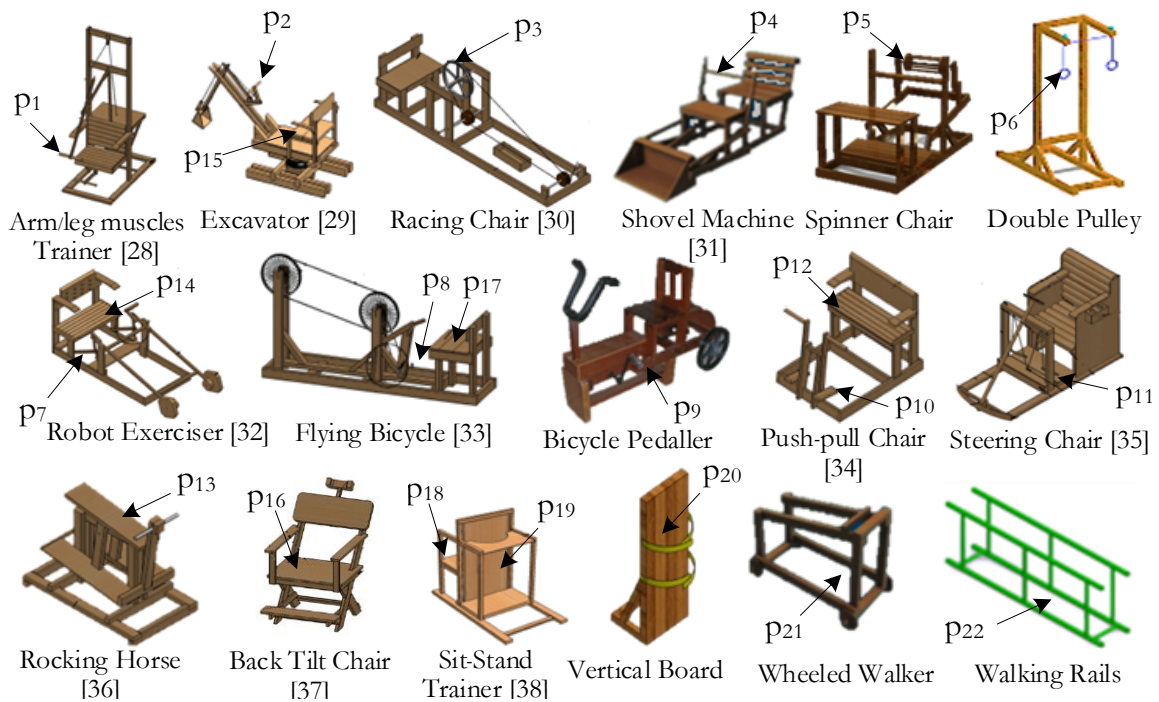 p1
p2
p15
p3
p4
p5
p6
Arm/leg muscles
Trainer [28]
Excavator [29]
Racing Chair [30]
Shovel Machine
[31]
Spinner Chair
Double Pulley
p14
p7
p8
p17
p9
p12
p10
p11
Robot Exerciser [32]
Flying Bicycle [33]
Bicycle Pedaller
Push-pull Chair
[34]
Steering Chair [35]
p13
p16
p18
p19
p20
p21
p22
Rocking Horse
[36]
Back Tilt Chair
[37]
Sit-Stand
Trainer [38]
Vertical Board
Wheeled Walker
Walking Rails